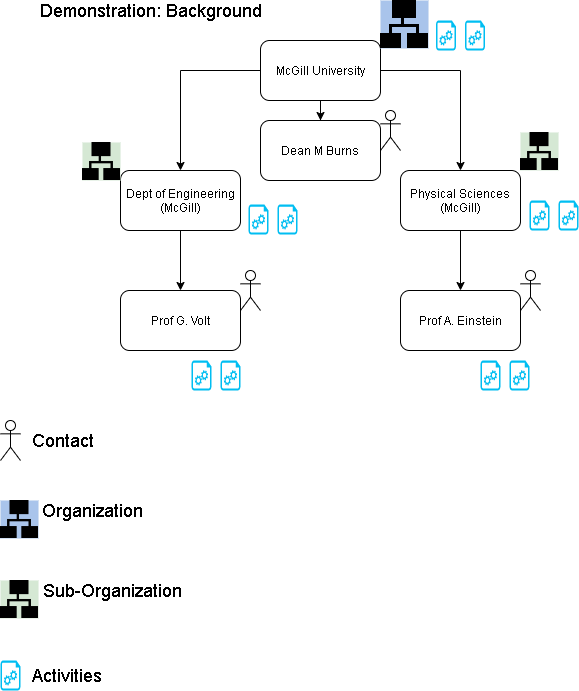 Demonstration: Background
McGill University
Dean M Burns
Dept of Engineering
(McGill)
Physical Sciences
(McGill)
Prof G. Volt
Prof A. Einstein
Contact
Organization
Sub-Organization
Activities